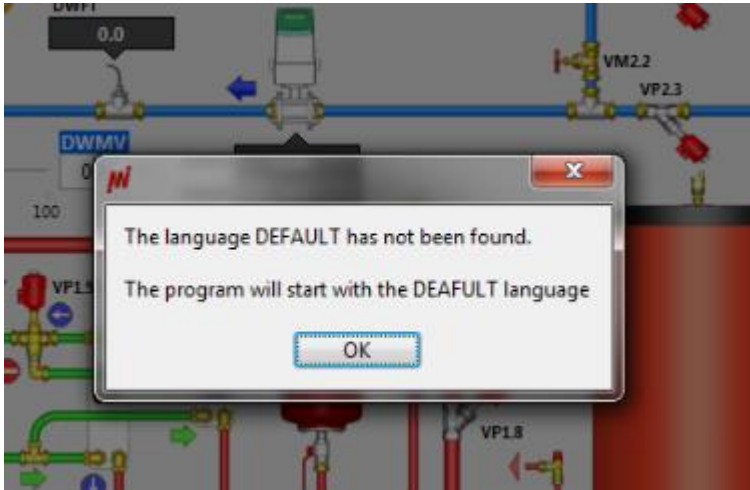 DWFT
0.0
VM2.2
VP2.3
DWMV
0
100
The language DEFAULT has not been found.
The program will start with the DEAFULT language
OK
VP1.5
VP1.8